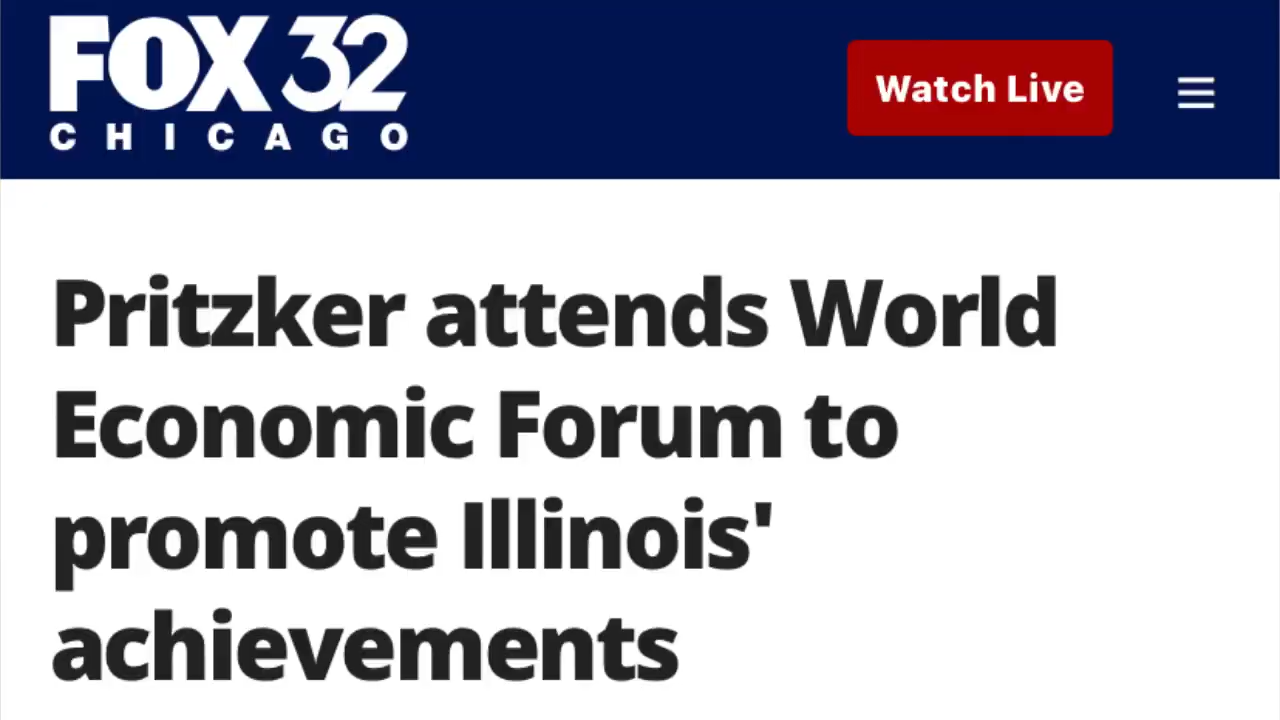 FOX 32
CHICAGO
Watch Live
Pritzker attends World
Economic Forum to
promote Illinois'
achievements